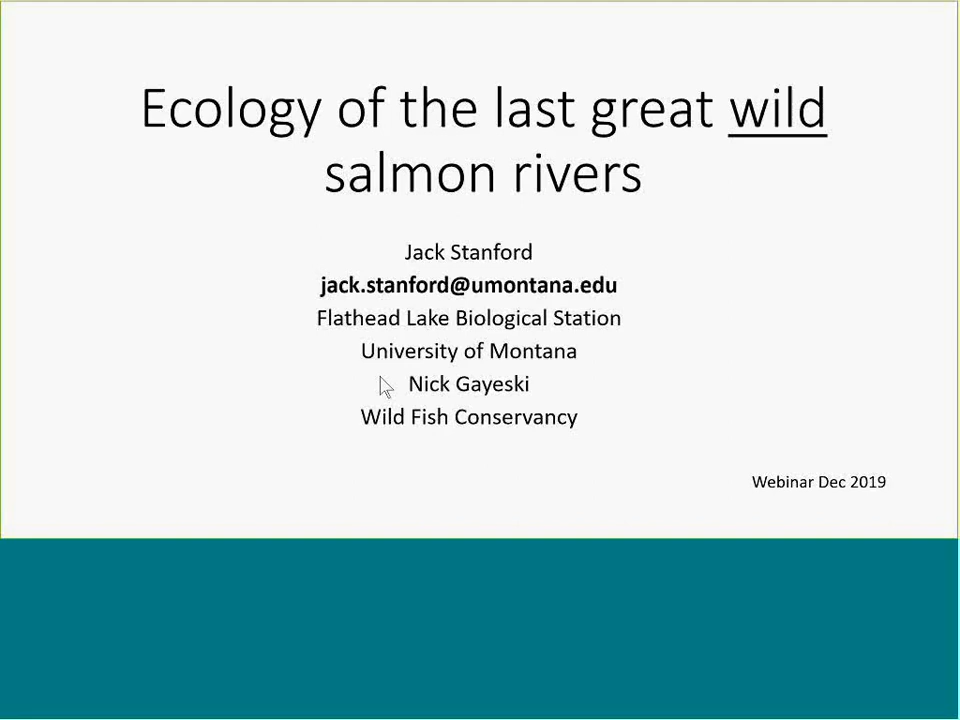 Ecology of the last great wild
salmon rivers
Jack Stanford
jack.stanford@umontana.edu
Flathead Lake Biological Station
University of Montana
Nick Gayeski
Wild Fish Conservancy
Webinar Dec 2019